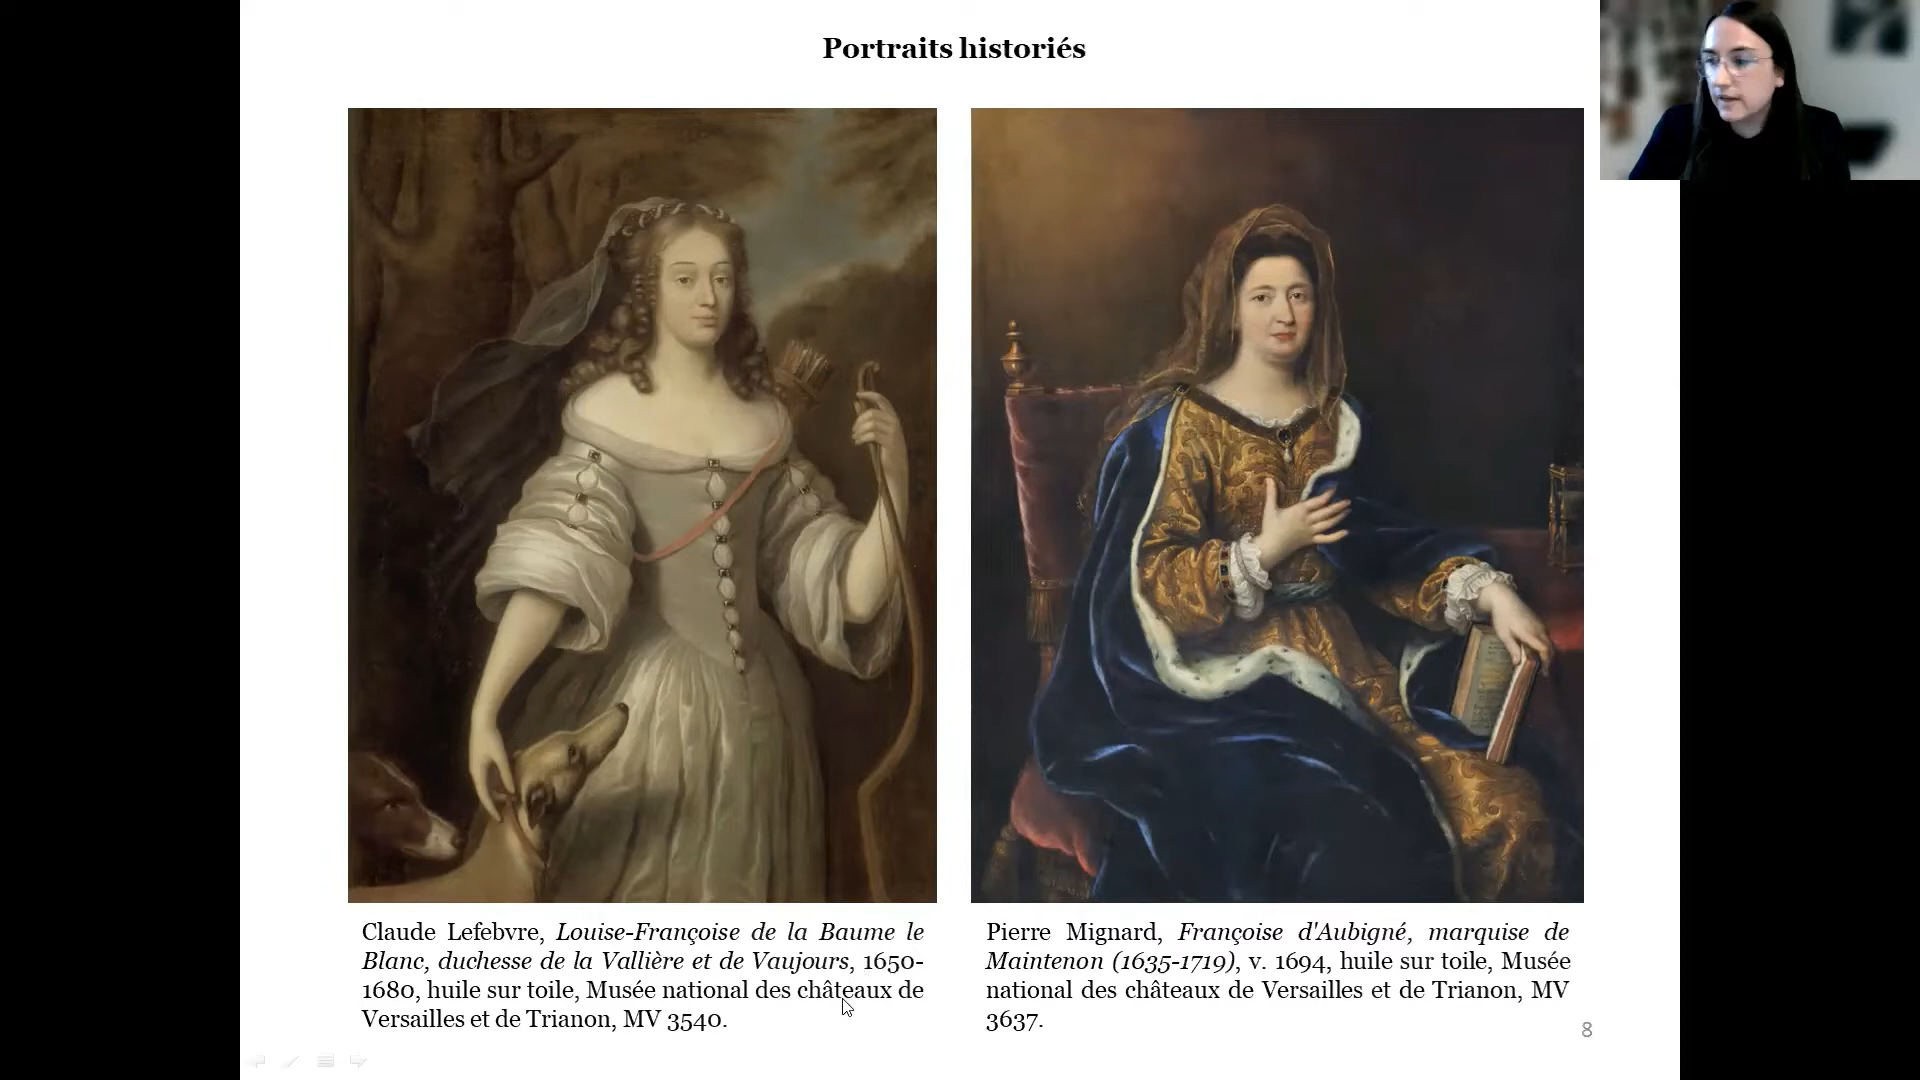 Portraits historiés
Claude Lefebvre, Louise-Françoise de la Baume le
Blanc, duchesse de la Vallière et de Vaujours, 1650-
1680, huile sur toile, Musée national des châteaux de
Versailles et de Trianon, MV 3540.
Pierre Mignard, Françoise d'Aubigné, marquise de
Maintenon (1635-1719), v. 1694, huile sur toile, Musée
national des châteaux de Versailles et de Trianon, MV
3637.
8